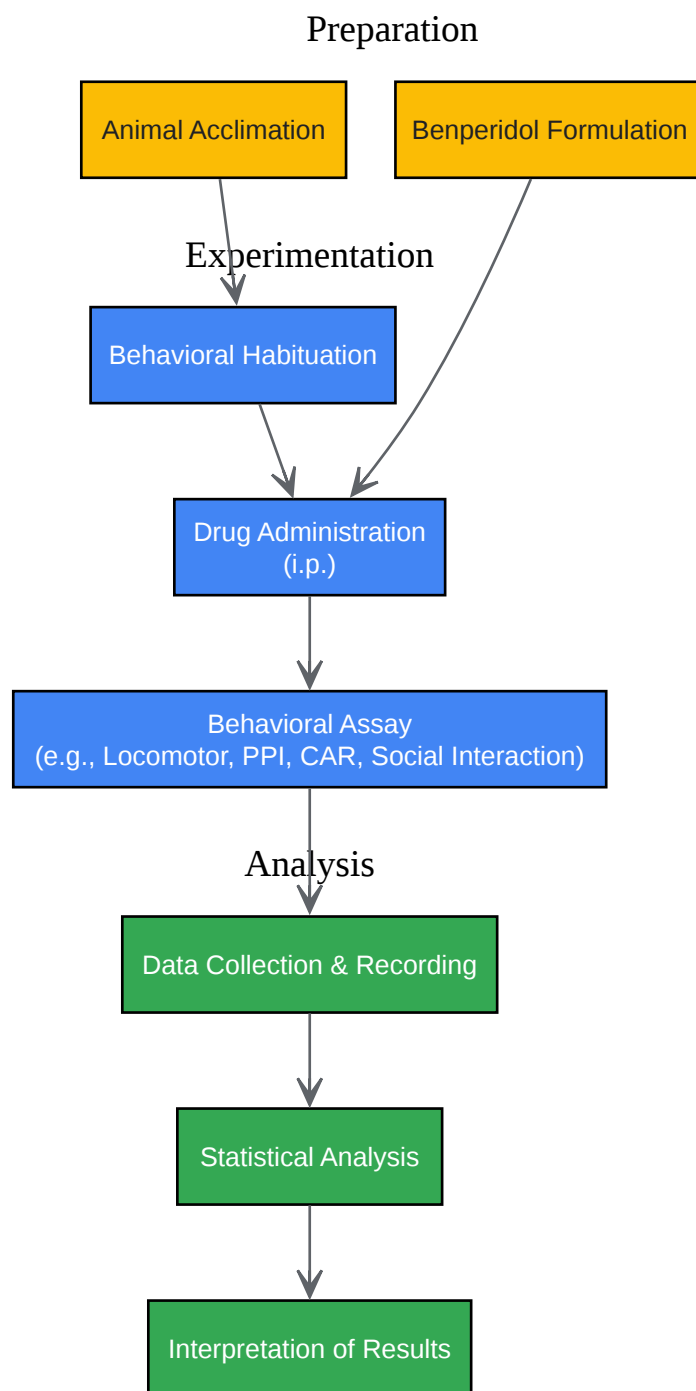 Preparation
Animal Acclimation
Benperidol Formulation
Experimentation
Behavioral Habituation
Drug Administration
(i.p.)
Behavioral Assay
(e.g., Locomotor, PPI, CAR, Social Interaction)
Analysis
Data Collection & Recording
Statistical Analysis
Interpretation of Results